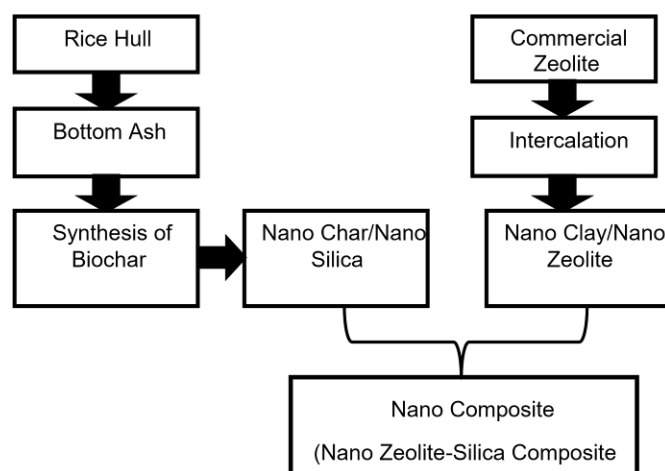 Rice Hull
Commercial
Zeolite
Bottom Ash
Intercalation
Synthesis of
Biochar
Nano Char/Nano
Silica
Nano Clay/Nano
Zeolite
Nano Composite
(Nano Zeolite-Silica Composite